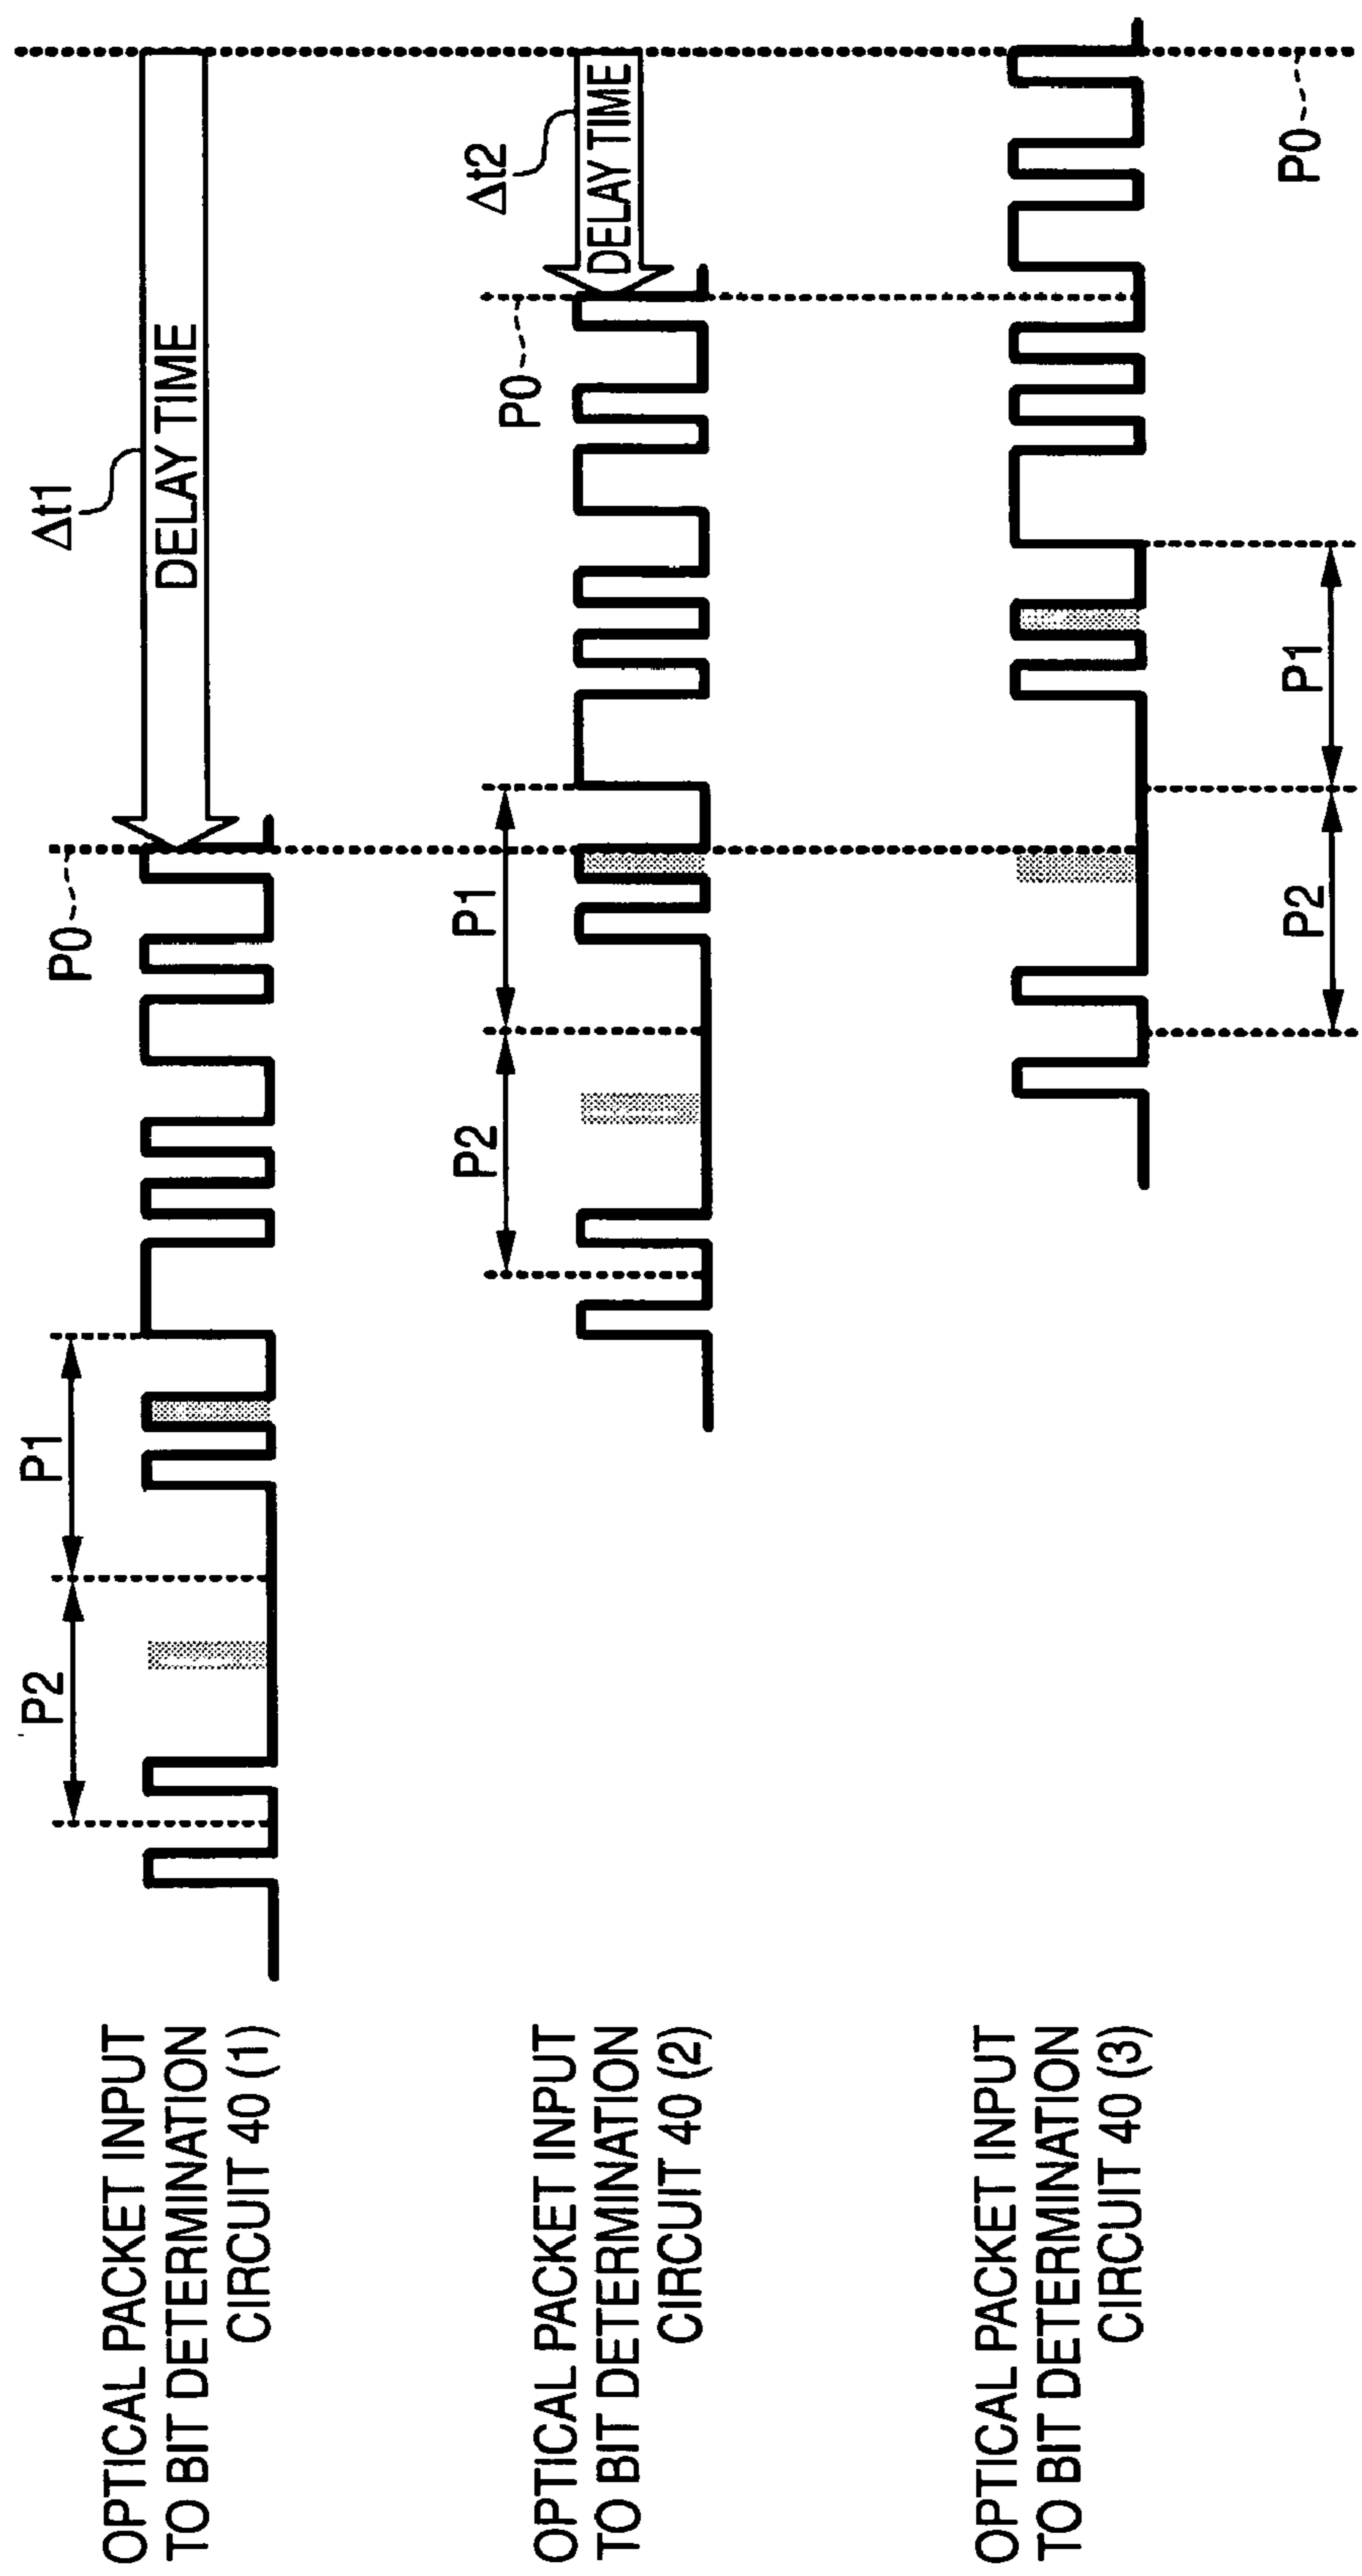 OPTICAL PACKET INPUT
TO BIT DETERMINATION
CIRCUIT 40 (1)
P2
P1
P0
Δt1
DELAY TIME
OPTICAL PACKET INPUT
TO BIT DETERMINATION
CIRCUIT 40 (2)
P2
P1
P0
Δt2
DELAY TIME
OPTICAL PACKET INPUT
TO BIT DETERMINATION
CIRCUIT 40 (3)
P2
P1
P0